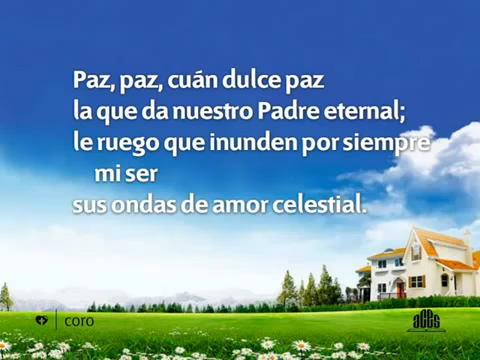 Paz, paz, cuán dulce paz
la que da nuestro Padre eternal;
le ruego que inunden por siempre
mi ser
sus ondas de amor celestial.
coro
aces